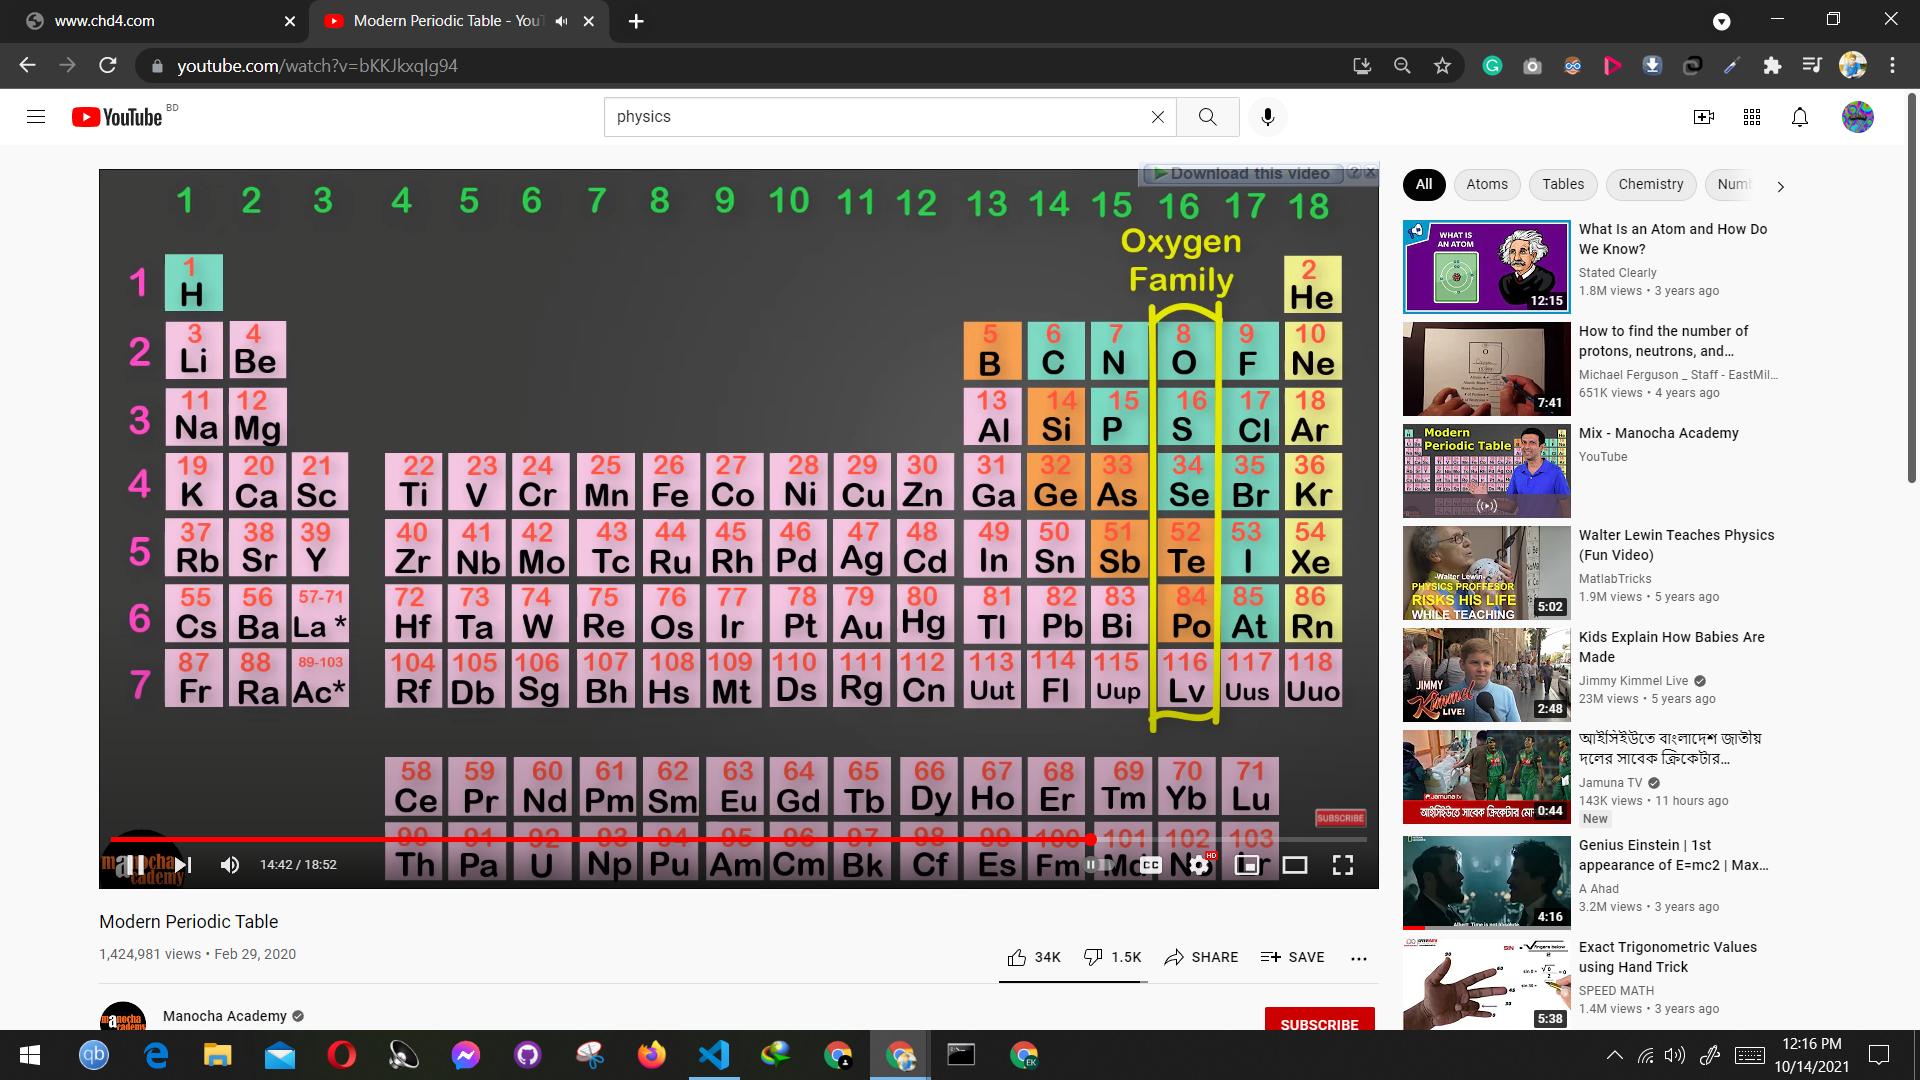 www.chd4.com
Modern Periodic Table - You
youtube.com/watch?v=bKKJkxqIg94
YouTube BD
physics
Download this video
1 2 3 4 5 6 7 8 9 10 11 12 13 14 15 16 17 18
Oxygen
Family
1 2
1 H He
3 4 5 6 7 8 9 10
2 Li Be B C N O F Ne
11 12 13 14 15 16 17 18
3 Na Mg Al Si P S Cl Ar
19 20 21 22 23 24 25 26 27 28 29 30 31 32 33 34 35 36
4 K Ca Sc Ti V Cr Mn Fe Co Ni Cu Zn Ga Ge As Se Br Kr
37 38 39 40 41 42 43 44 45 46 47 48 49 50 51 52 53 54
5 Rb Sr Y Zr Nb Mo Tc Ru Rh Pd Ag Cd In Sn Sb Te I Xe
55 56 57-71 72 73 74 75 76 77 78 79 80 81 82 83 84 85 86
6 Cs Ba La * Hf Ta W Re Os Ir Pt Au Hg Tl Pb Bi Po At Rn
87 88 89-103 104 105 106 107 108 109 110 111 112 113 114 115 116 117 118
7 Fr Ra Ac* Rf Db Sg Bh Hs Mt Ds Rg Cn Uut Fl Uup Lv Uus Uuo
58 59 60 61 62 63 64 65 66 67 68 69 70 71
Ce Pr Nd Pm Sm Eu Gd Tb Dy Ho Er Tm Yb Lu
SUBSCRIBE
90 91 92 93 94 95 96 97 98 99 100 101 102 103
Th Pa U Np Pu Am Cm Bk Cf Es Fm Md
manocha
academy
14:42 / 18:52
CC
HD
Modern Periodic Table
1,424,981 views • Feb 29, 2020
34K 1.5K SHARE SAVE
Manocha Academy
SUBSCRIBE
All Atoms Tables Chemistry Num
WHAT IS
AN ATOM
12:15
What Is an Atom and How Do
We Know?
Stated Clearly
1.8M views • 3 years ago
7:41
How to find the number of
protons, neutrons, and...
Michael Ferguson _ Staff - EastMil...
651K views • 4 years ago
Modern
Periodic Table
Mix - Manocha Academy
YouTube
-Walter Lewin-
PHYSICS PROFFESOR
RISKS HIS LIFE
WHILE TEACHING
5:02
Walter Lewin Teaches Physics
(Fun Video)
MatlabTricks
1.9M views • 5 years ago
JIMMY
Kimmel
LIVE!
2:48
Kids Explain How Babies Are
Made
Jimmy Kimmel Live
23M views • 5 years ago
Jamuna TV
0:44
আইসিইউতে বাংলাদেশ জাতীয়
দলের সাবেক ক্রিকেটার...
Jamuna TV
143K views • 11 hours ago
New
4:16
Genius Einstein | 1st
appearance of E=mc2 | Max...
A Ahad
3.2M views • 3 years ago
5:38
Exact Trigonometric Values
using Hand Trick
SPEED MATH
1.4M views • 3 years ago
qb
EK
12:16 PM
10/14/2021